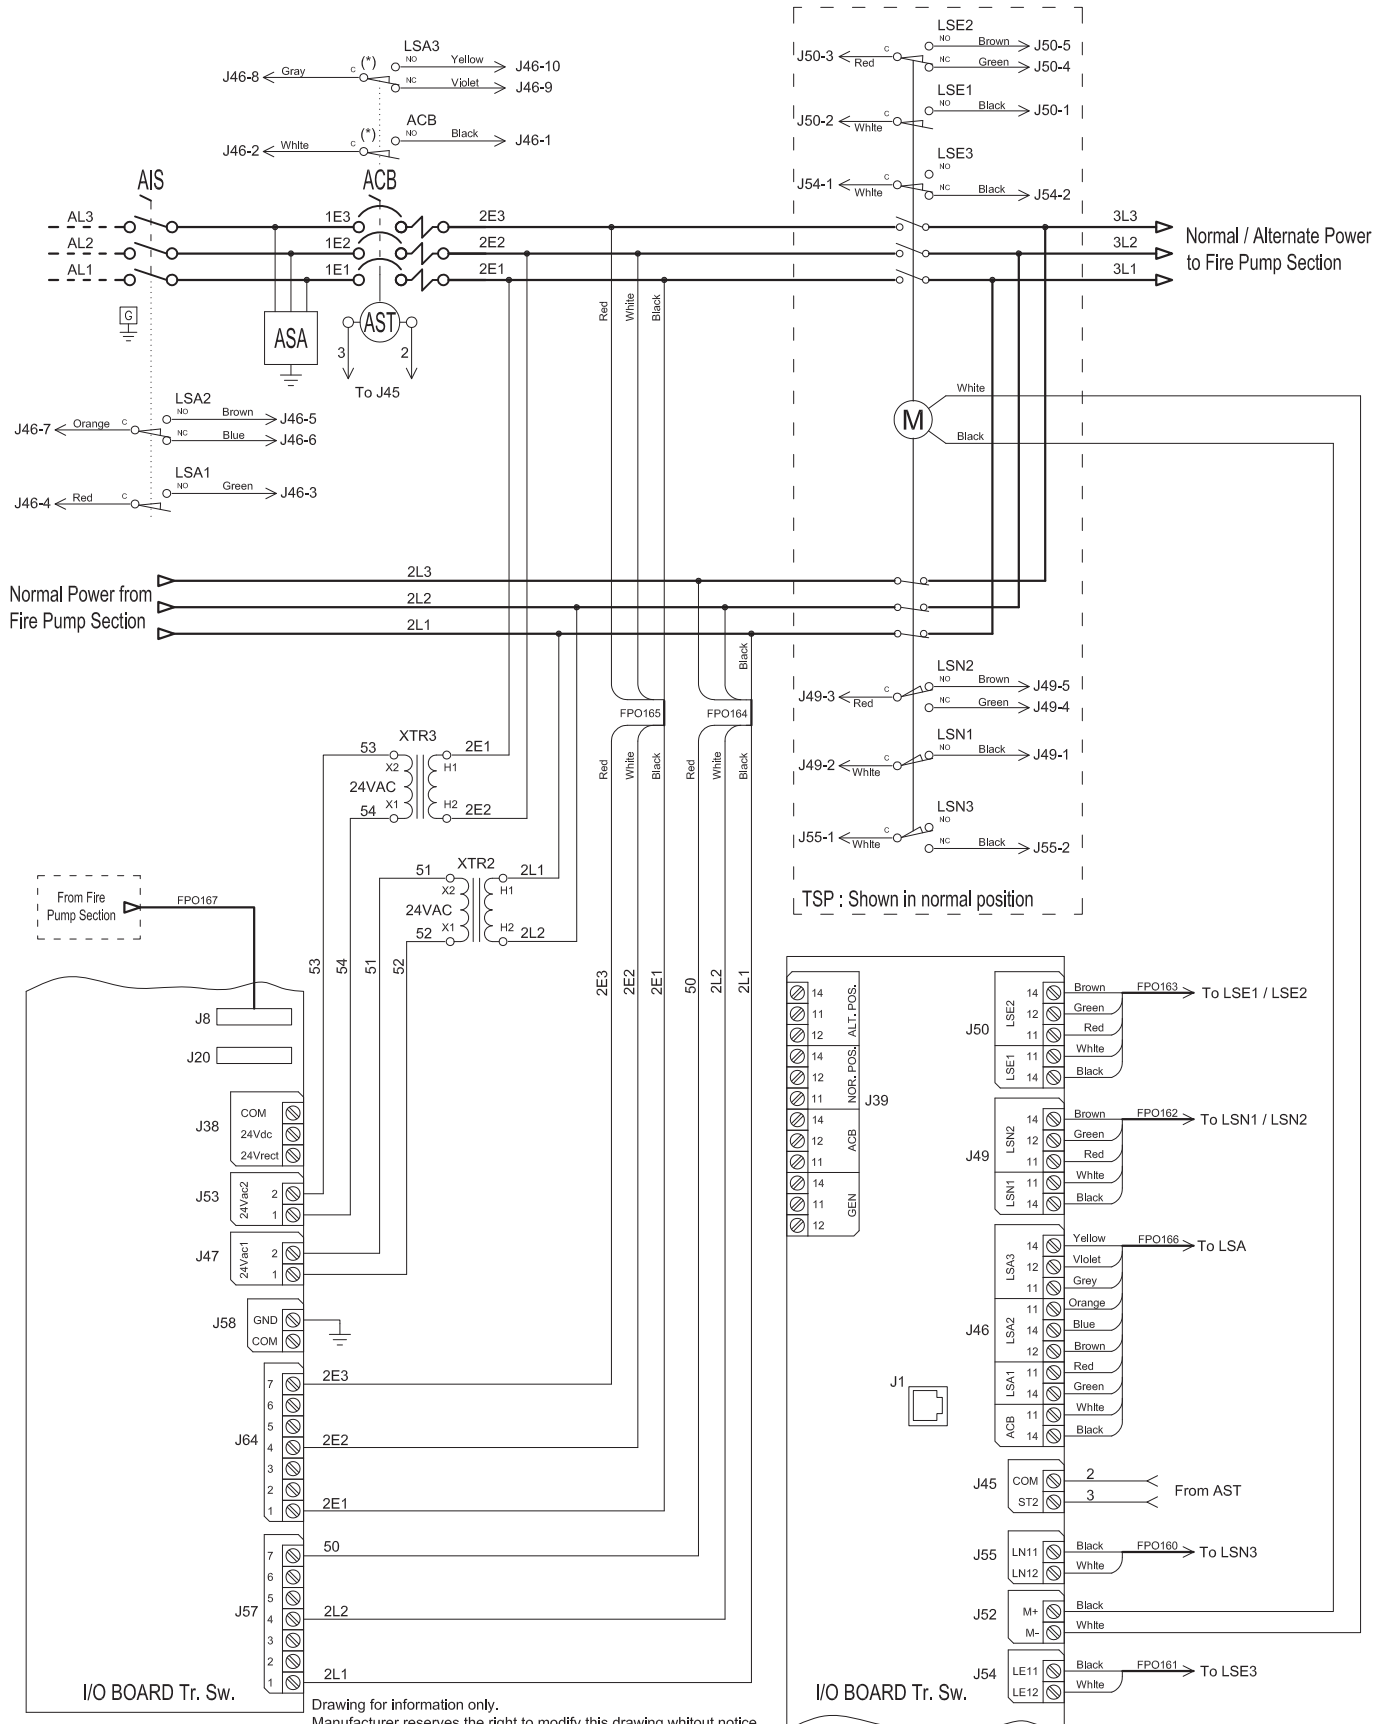 LSA3
(*)
NO Yellow J46-10
J46-8 Gray C
NC Violet J46-9
ACB
(*)
NO Black J46-1
J46-2 White C
LSE2
NO Brown J50-5
J50-3 Red C
NC Green J50-4
LSE1
NO Black J50-1
J50-2 White C
LSE3
NO
J54-1 White C
NC Black J54-2
AIS
ACB
AL3 1E3 2E3 3L3
AL2 1E2 2E2 3L2
AL1 1E1 2E1 3L1
Normal / Alternate Power
to Fire Pump Section
G
ASA
AST
3 2
To J45
Red White Black
LSA2
NO Brown J46-5
J46-7 Orange C
NC Blue J46-6
LSA1
NO Green J46-3
J46-4 Red C
White
M
Black
Normal Power from
Fire Pump Section
2L3
2L2
2L1
Black
FPO165 FPO164
Red White Black Red White Black
LSN2
NO Brown J49-5
J49-3 Red C
NC Green J49-4
LSN1
NO Black J49-1
J49-2 White C
LSN3
NO
J55-1 White C
NC Black J55-2
TSP : Shown in normal position
XTR3
53 X2 H1 2E1
24VAC
54 X1 H2 2E2
XTR2
51 X2 H1 2L1
24VAC
52 X1 H2 2L2
From Fire
Pump Section
FPO167
53 54 51 52 2E3 2E2 2E1 50 2L2 2L1
J8
J20
J38
COM
24Vdc
24Vrect
J53
24Vac2
2
1
J47
24Vac1
2
1
J58
GND
COM
J64
7 2E3
6
5
4 2E2
3
2
1 2E1
J57
7 50
6
5
4 2L2
3
2
1 2L1
I/O BOARD Tr. Sw.
Drawing for information only.
Manufacturer reserves the right to modify this drawing whitout notice
J39
ALT. POS.
14
11
12
NOR. POS.
14
12
11
ACB
14
12
11
GEN
14
11
12
J1
J50
LSE2
14 Brown FPO163 To LSE1 / LSE2
12 Green
11 Red
LSE1
11 White
14 Black
J49
LSN2
14 Brown FPO162 To LSN1 / LSN2
12 Green
11 Red
LSN1
11 White
14 Black
J46
LSA3
14 Yellow FPO166 To LSA
12 Violet
11 Grey
LSA2
11 Orange
14 Blue
12 Brown
LSA1
11 Red
14 Green
ACB
11 White
14 Black
J45
COM 2
ST2 3
From AST
J55
LN11 Black FPO160 To LSN3
LN12 White
J52
M+ Black
M- White
J54
LE11 Black FPO161 To LSE3
LE12 White
I/O BOARD Tr. Sw.